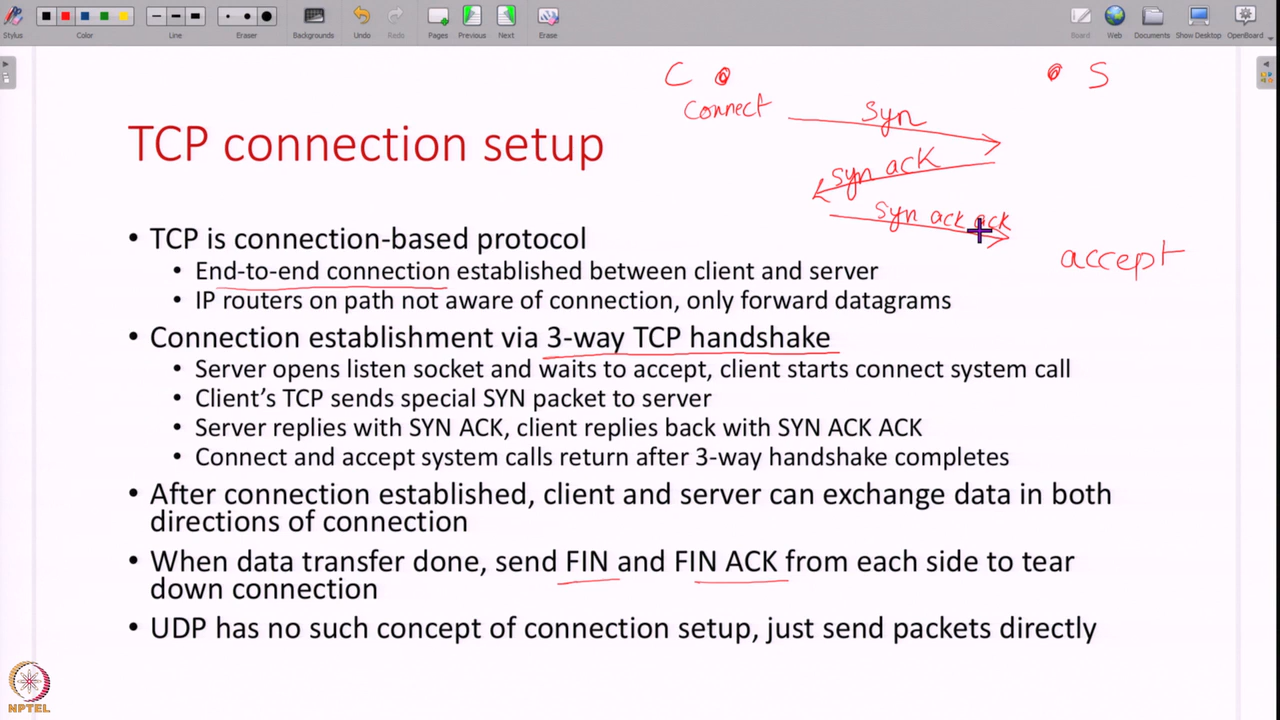 Stylus
Color
Line
Eraser
Backgrounds
Undo
Redo
Pages
Previous
Next
Erase
Board
Web
Documents
Show Desktop
OpenBoard
C
S
Connect
Syn
syn ack
syn ack ack
accept
TCP connection setup
• TCP is connection-based protocol
• End-to-end connection established between client and server
• IP routers on path not aware of connection, only forward datagrams
• Connection establishment via 3-way TCP handshake
• Server opens listen socket and waits to accept, client starts connect system call
• Client’s TCP sends special SYN packet to server
• Server replies with SYN ACK, client replies back with SYN ACK ACK
• Connect and accept system calls return after 3-way handshake completes
• After connection established, client and server can exchange data in both
directions of connection
• When data transfer done, send FIN and FIN ACK from each side to tear
down connection
• UDP has no such concept of connection setup, just send packets directly
NPTEL